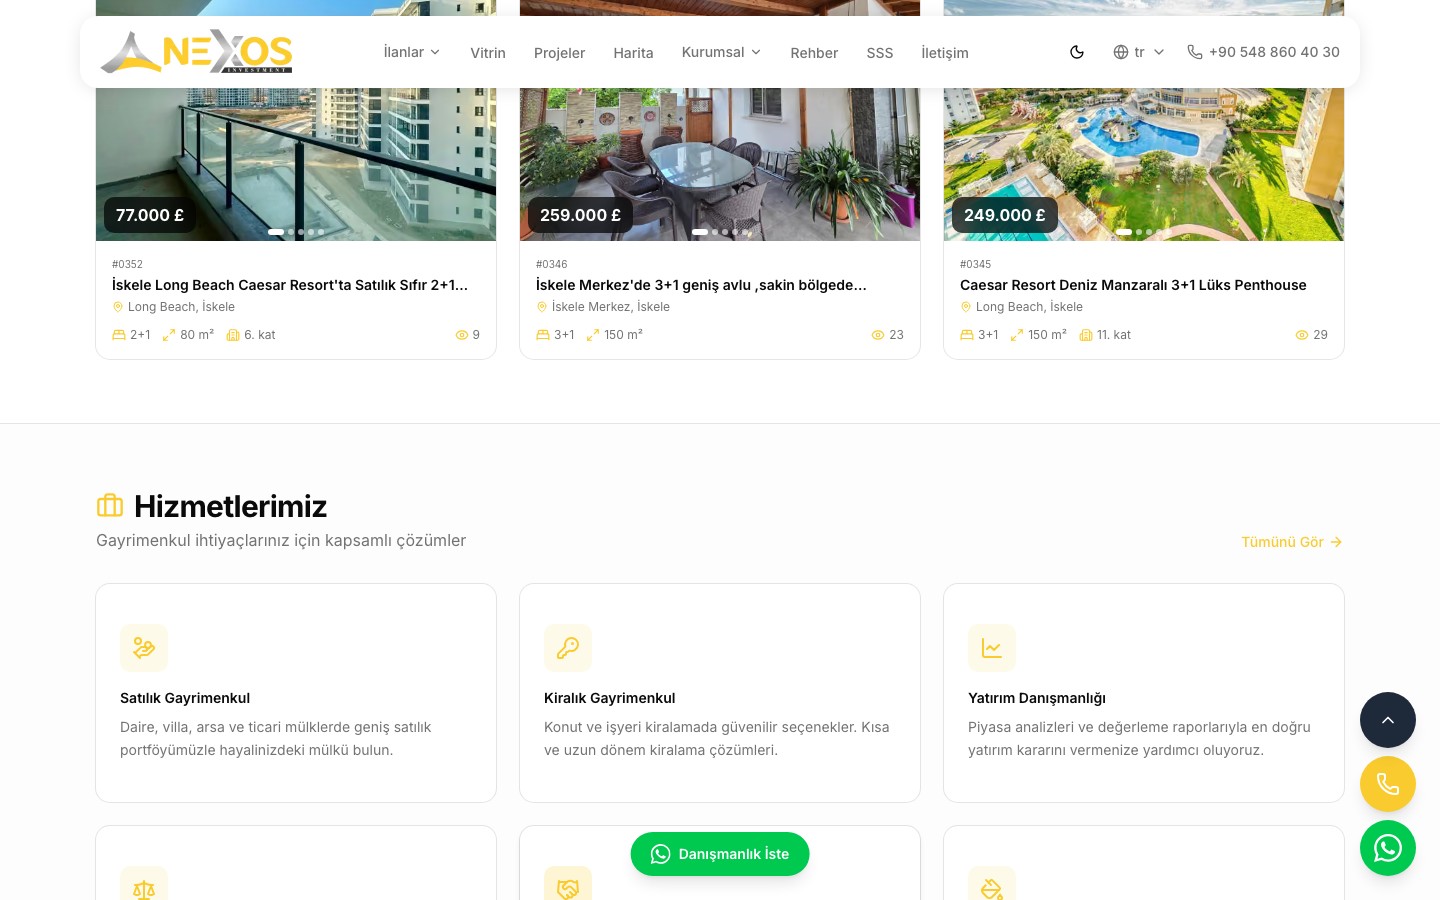 NEXOS
INVESTMENT
İlanlar
Vitrin
Projeler
Harita
Kurumsal
Rehber
SSS
İletişim
tr
+90 548 860 40 30
77.000 £
259.000 £
249.000 £
#0352
İskele Long Beach Caesar Resort'ta Satılık Sıfır 2+1...
Long Beach, İskele
2+1
80 m²
6. kat
9
#0346
İskele Merkez'de 3+1 geniş avlu ,sakin bölgede...
İskele Merkez, İskele
3+1
150 m²
23
#0345
Caesar Resort Deniz Manzaralı 3+1 Lüks Penthouse
Long Beach, İskele
3+1
150 m²
11. kat
29
Hizmetlerimiz
Gayrimenkul ihtiyaçlarınız için kapsamlı çözümler
Tümünü Gör
Satılık Gayrimenkul
Daire, villa, arsa ve ticari mülklerde geniş satılık
portföyümüzle hayalinizdeki mülkü bulun.
Kiralık Gayrimenkul
Konut ve işyeri kiralamada güvenilir seçenekler. Kısa
ve uzun dönem kiralama çözümleri.
Yatırım Danışmanlığı
Piyasa analizleri ve değerleme raporlarıyla en doğru
yatırım kararını vermenize yardımcı oluyoruz.
Danışmanlık İste